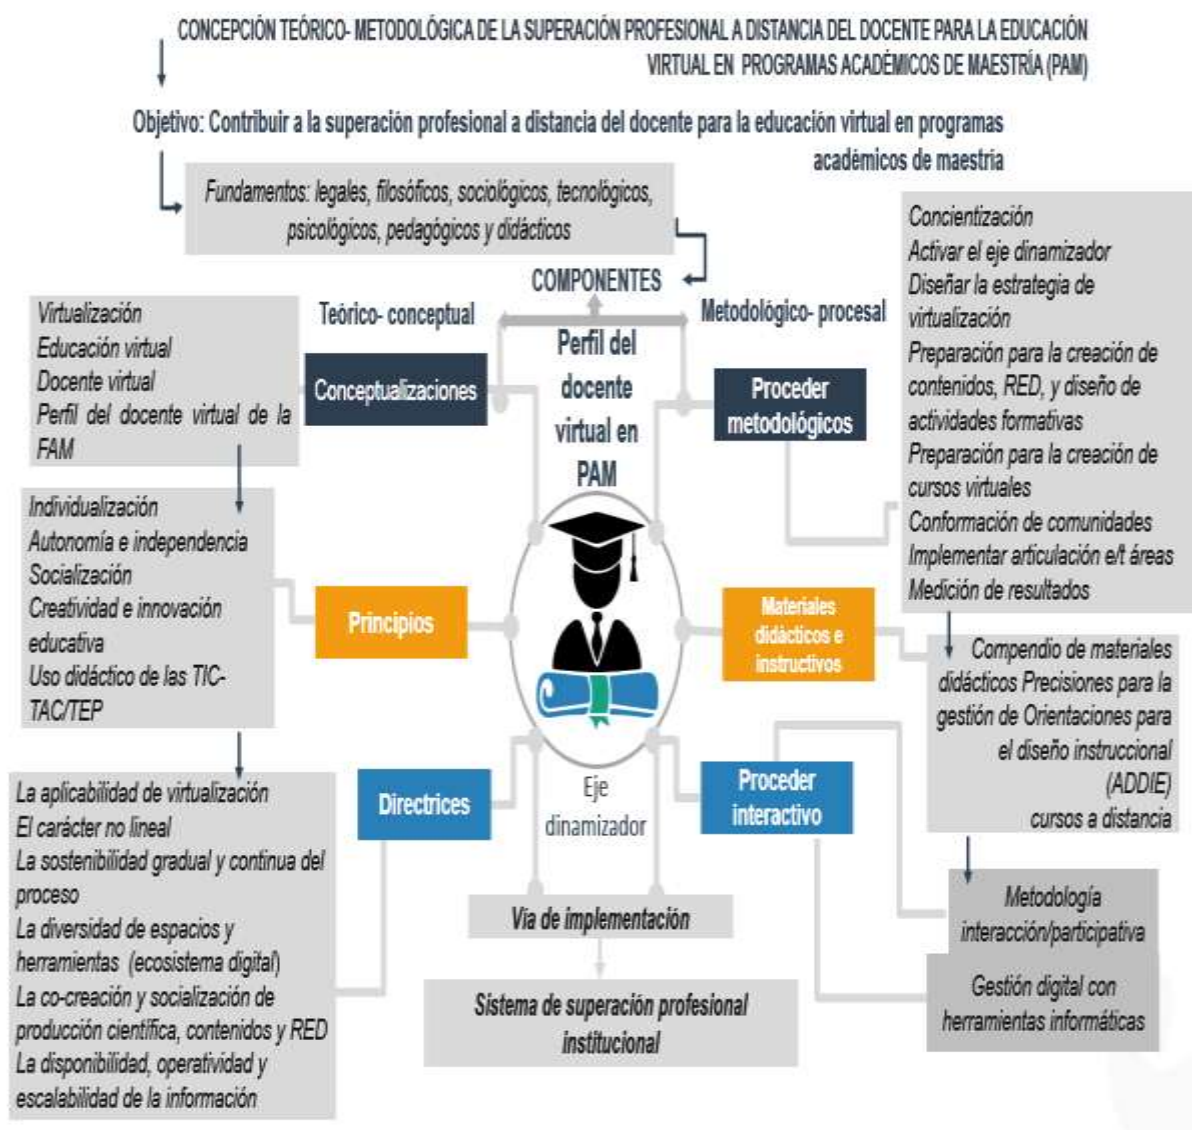 CONCEPCIÓN TEÓRICO- METODOLÓGICA DE LA SUPERACIÓN PROFESIONAL A DISTANCIA DEL DOCENTE PARA LA EDUCACIÓN
VIRTUAL EN PROGRAMAS ACADÉMICOS DE MAESTRÍA (PAM)
Objetivo: Contribuir a la superación profesional a distancia del docente para la educación virtual en programas
académicos de maestría
Fundamentos: legales, filosóficos, sociológicos, tecnológicos,
psicológicos, pedagógicos y didácticos
COMPONENTES
Teórico- conceptual
Metodológico- procesal
Perfil del
docente
virtual en
PAM
Conceptualizaciones
Virtualización
Educación virtual
Docente virtual
Perfil del docente virtual de la
FAM
Principios
Individualización
Autonomía e independencia
Socialización
Creatividad e innovación
educativa
Uso didáctico de las TIC-
TAC/TEP
Directrices
La aplicabilidad de virtualización
El carácter no lineal
La sostenibilidad gradual y continua del
proceso
La diversidad de espacios y
herramientas (ecosistema digital)
La co-creación y socialización de
producción científica, contenidos y RED
La disponibilidad, operatividad y
escalabilidad de la información
Proceder
metodológicos
Concientización
Activar el eje dinamizador
Diseñar la estrategia de
virtualización
Preparación para la creación de
contenidos, RED, y diseño de
actividades formativas
Preparación para la creación de
cursos virtuales
Conformación de comunidades
Implementar articulación e/t áreas
Medición de resultados
Materiales
didácticos e
instructivos
Compendio de materiales
didácticos Precisiones para la
gestión de Orientaciones para
el diseño instruccional
(ADDIE)
cursos a distancia
Proceder
interactivo
Metodología
interacción/participativa
Gestión digital con
herramientas informáticas
Eje
dinamizador
Vía de implementación
Sistema de superación profesional
institucional